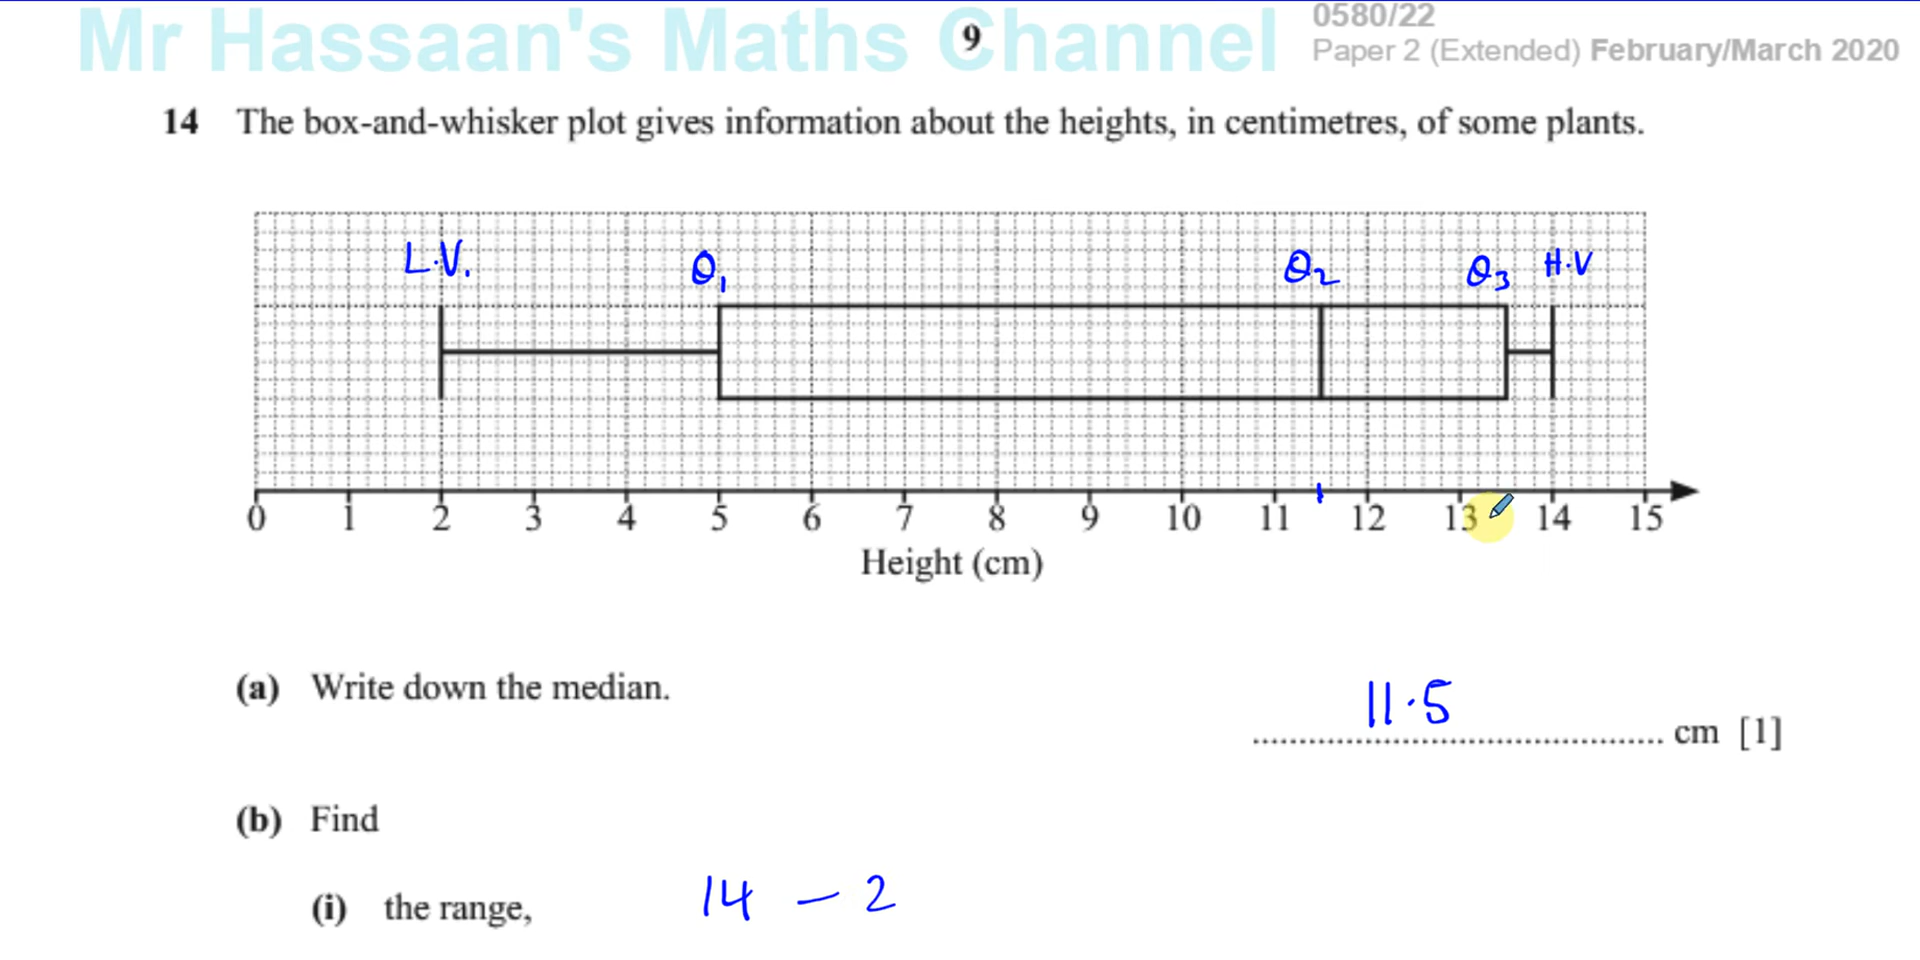 Mr Hassaan's Maths Channel
9
0580/22
Paper 2 (Extended) February/March 2020
14 The box-and-whisker plot gives information about the heights, in centimetres, of some plants.
L.V. Q1 Q2 Q3 H.V
0 1 2 3 4 5 6 7 8 9 10 11 12 13 14 15
Height (cm)
(a) Write down the median.
11.5
cm [1]
(b) Find
(i) the range, 14 – 2